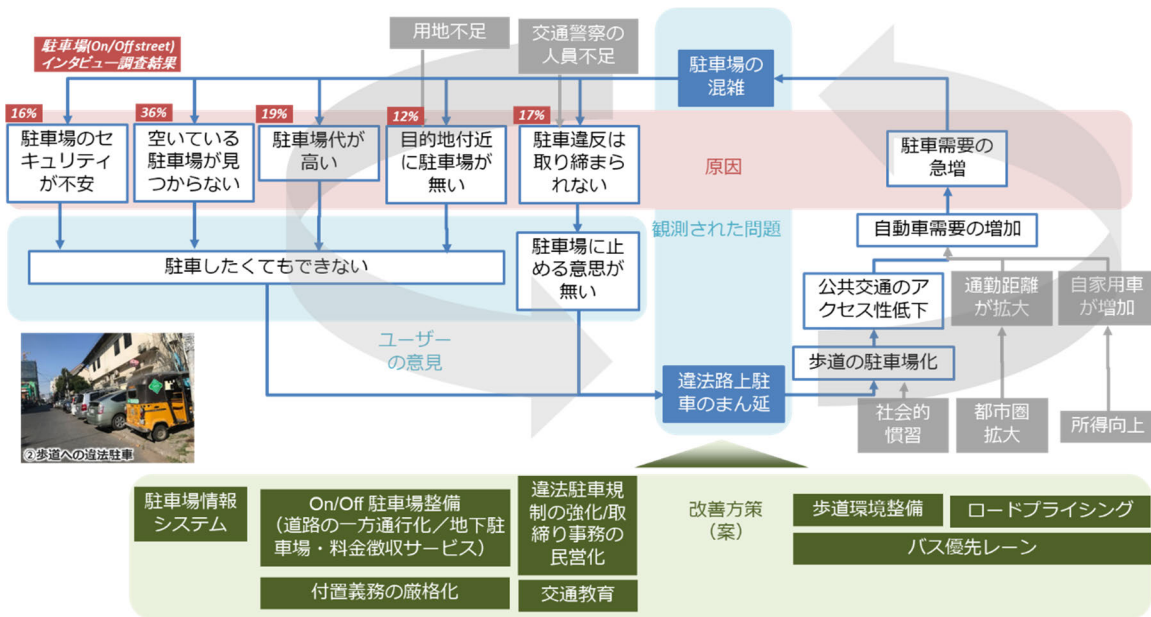 駐車場(On/Off street)
インタビュー調査結果
用地不足
交通警察の
人員不足
駐車場の
混雑
16%
36%
19%
12%
17%
駐車場のセ
キュリティ
が不安
空いている
駐車場が見
つからない
駐車場代が
高い
目的地付近
に駐車場が
無い
駐車違反は
取り締まら
れない
原因
駐車需要の
急増
観測された問題
自動車需要の増加
駐車したくてもできない
駐車場に止
める意思が
無い
公共交通のア
クセス性低下
通勤距離
が拡大
自家用車
が増加
ユーザー
の意見
歩道の駐車場化
違法路上駐
車のまん延
社会的
慣習
都市圏
拡大
所得向上
②歩道への違法駐車
駐車場情報
システム
On/Off 駐車場整備
（道路の一方通行化／地下駐
車場・料金徴収サービス）
付置義務の厳格化
違法駐車規
制の強化/取
締り事務の
民営化
交通教育
改善方策
（案）
歩道環境整備
ロードプライシング
バス優先レーン